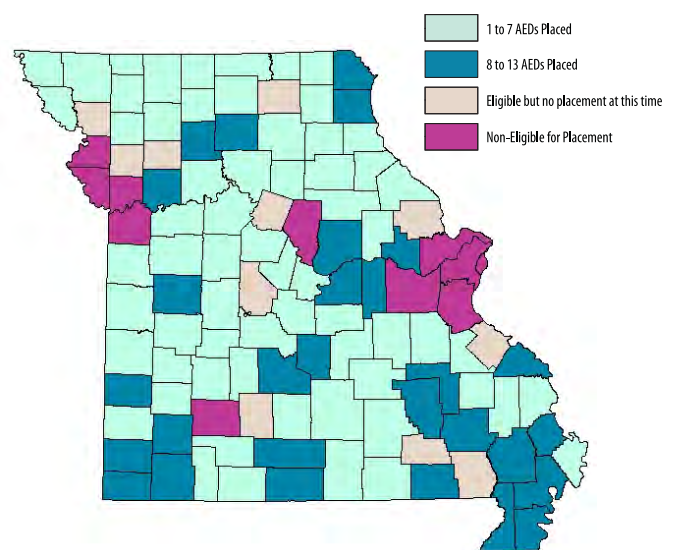 1 to 7 AEDs Placed
8 to 13 AEDs Placed
Eligible but no placement at this time
Non-Eligible for Placement